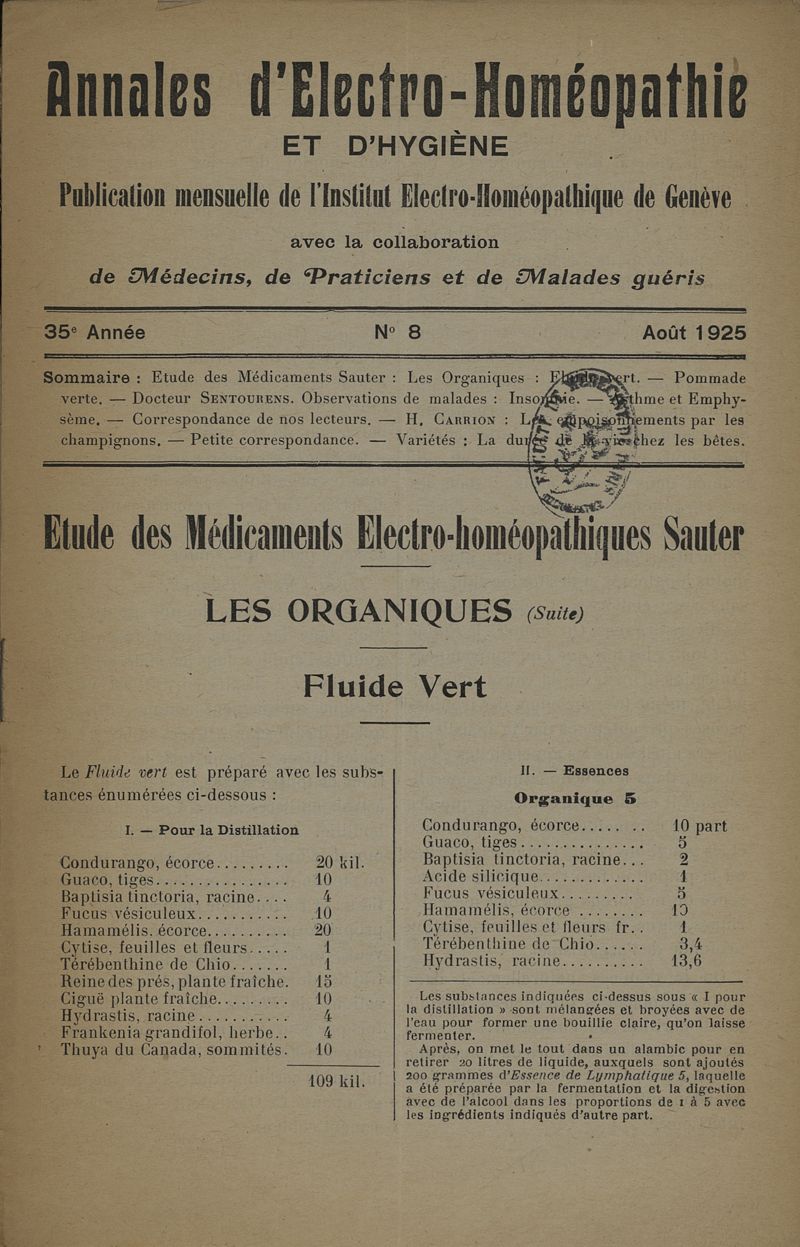 Annales d'Electro-Homéopathie
ET D'HYGIÈNE
Publication mensuelle de l'Institut Electro-Homéopathique de Genève
avec la collaboration
de Médecins, de Praticiens et de Malades guéris
35e Année N° 8 Août 1925
Sommaire : Etude des Médicaments Sauter : Les Organiques : — Pommade
verte. — Docteur SENTOURENS. Observations de malades : Insomnie. — Asthme et Emphy-
sème. — Correspondance de nos lecteurs. — H. CARRION : Les empoisonnements par les
champignons. — Petite correspondance. — Variétés : La durée de la vie chez les bêtes.
Etude des Médicaments Electro-homéopathiques Sauter
LES ORGANIQUES (Suite)
Fluide Vert
Le Fluide vert est préparé avec les subs-
tances énumérées ci-dessous :
I. — Pour la Distillation
Condurango, écorce......... 20 kil.
Guaco, tiges................ 10
Baptisia tinctoria, racine.... 4
Fucus vésiculeux........... 10
Hamamélis, écorce.......... 20
Cytise, feuilles et fleurs..... 1
Térébenthine de Chio....... 1
Reine des prés, plante fraîche. 15
Ciguë plante fraîche......... 10
Hydrastis, racine........... 4
Frankenia grandifol, herbe.. 4
Thuya du Canada, sommités. 10
109 kil.
II. — Essences
Organique 5
Condurango, écorce........ 10 part
Guaco, tiges............... 5
Baptisia tinctoria, racine... 2
Acide silicique............. 1
Fucus vésiculeux......... 5
Hamamélis, écorce ........ 10
Cytise, feuilles et fleurs fr.. 1
Térébenthine de Chio...... 3,4
Hydrastis, racine.......... 13,6
Les substances indiquées ci-dessus sous « I pour
la distillation » sont mélangées et broyées avec de
l'eau pour former une bouillie claire, qu'on laisse
fermenter.
Après, on met le tout dans un alambic pour en
retirer 20 litres de liquide, auxquels sont ajoutés
200 grammes d'Essence de Lymphatique 5, laquelle
a été préparée par la fermentation et la digestion
avec de l'alcool dans les proportions de 1 à 5 avec
les ingrédients indiqués d'autre part.